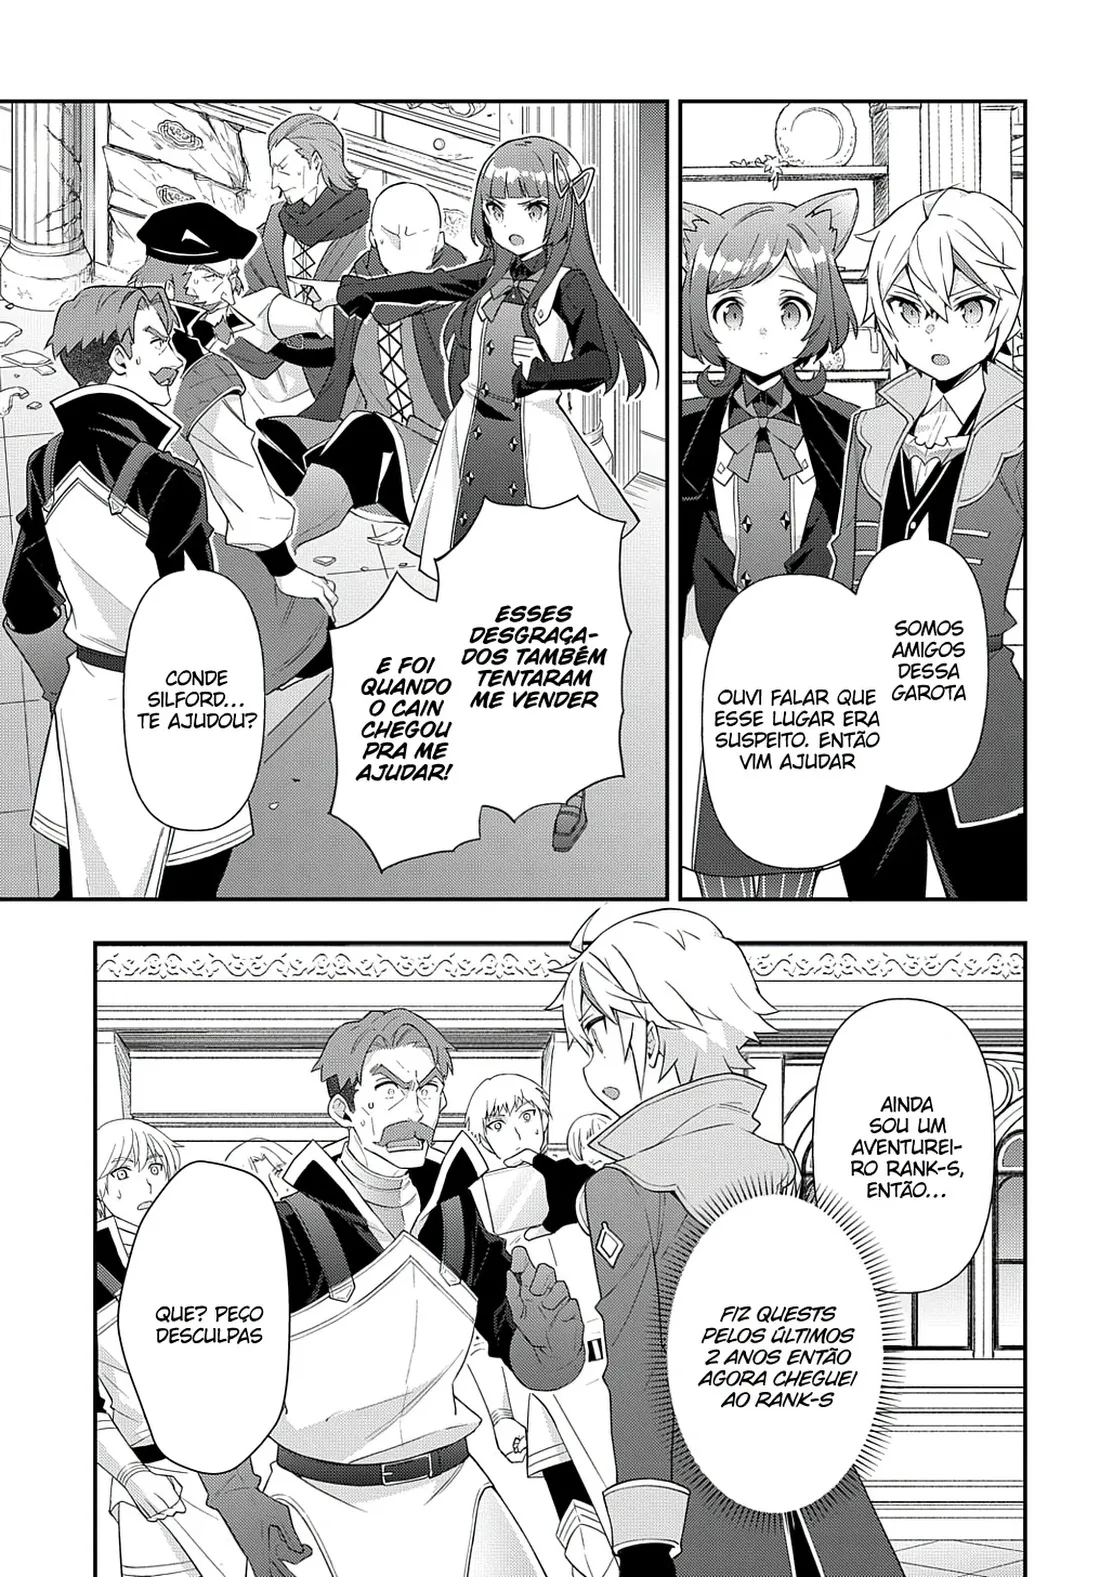 SOMOS
AMIGOS
DESSA
GAROTA
OUVI FALAR QUE
ESSE LUGAR ERA
SUSPEITO. ENTÃO
VIM AJUDAR
ESSES
DESGRAÇA-
DOS TAMBÉM
TENTARAM
ME VENDER
E FOI
QUANDO
O CAIN
CHEGOU
PRA ME
AJUDAR!
CONDE
SILFORD...
TE AJUDOU?
AINDA
SOU UM
AVENTUREI-
RO RANK-S,
ENTÃO...
FIZ QUESTS
PELOS ÚLTIMOS
2 ANOS ENTÃO
AGORA CHEGUEI
AO RANK-S
QUE? PEÇO
DESCULPAS